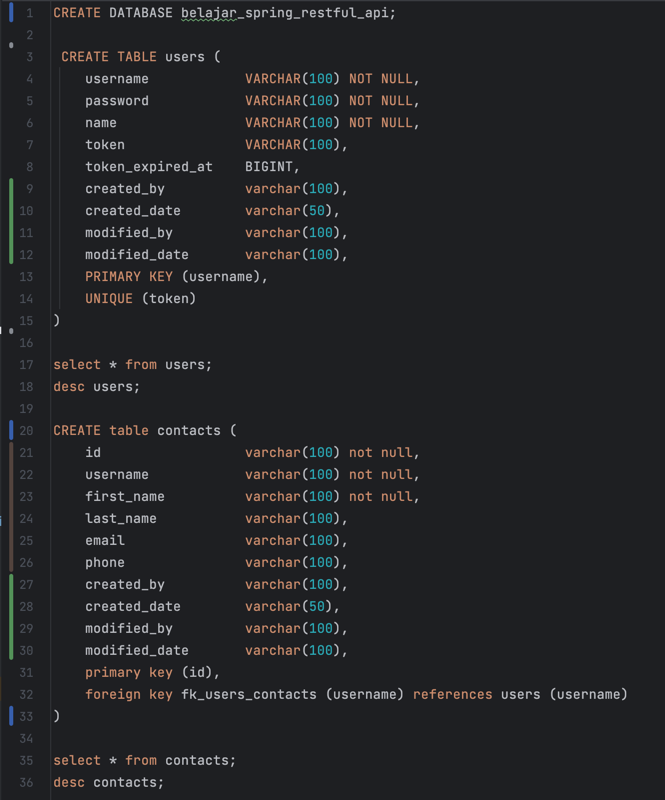 1 CREATE DATABASE belajar_spring_restful_api;
2
3 CREATE TABLE users (
4 username VARCHAR(100) NOT NULL,
5 password VARCHAR(100) NOT NULL,
6 name VARCHAR(100) NOT NULL,
7 token VARCHAR(100),
8 token_expired_at BIGINT,
9 created_by varchar(100),
10 created_date varchar(50),
11 modified_by varchar(100),
12 modified_date varchar(100),
13 PRIMARY KEY (username),
14 UNIQUE (token)
15 )
16
17 select * from users;
18 desc users;
19
20 CREATE table contacts (
21 id varchar(100) not null,
22 username varchar(100) not null,
23 first_name varchar(100) not null,
24 last_name varchar(100),
25 email varchar(100),
26 phone varchar(100),
27 created_by varchar(100),
28 created_date varchar(50),
29 modified_by varchar(100),
30 modified_date varchar(100),
31 primary key (id),
32 foreign key fk_users_contacts (username) references users (username)
33 )
34
35 select * from contacts;
36 desc contacts;